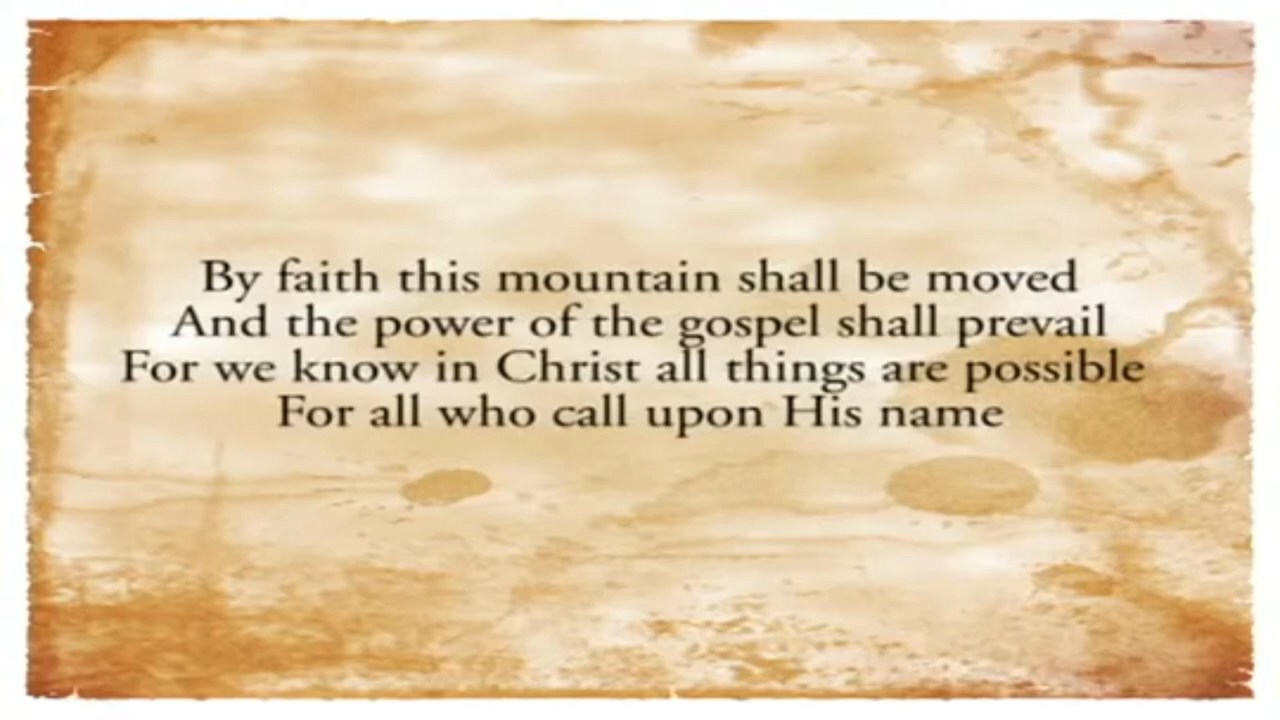 By faith this mountain shall be moved
And the power of the gospel shall prevail
For we know in Christ all things are possible
For all who call upon His name